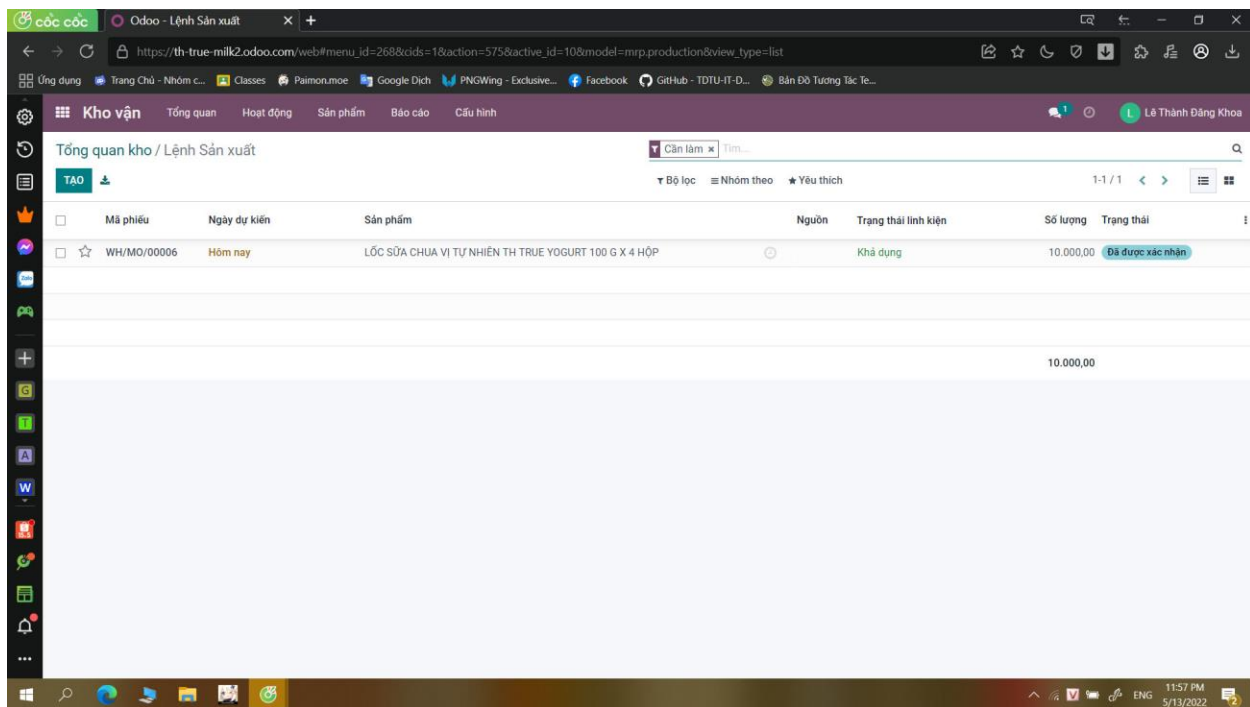 cốc cốc
Odoo - Lệnh Sản xuất
https://th-true-milk2.odoo.com/web#menu_id=268&cids=1&action=575&active_id=10&model=mrp.production&view_type=list
Ứng dụng Trang Chủ - Nhóm c... Classes Paimon.moe Google Dịch PNGWing - Exclusive... Facebook GitHub - TDTU-IT-D... Bản Đồ Tương Tác Te...
Kho vận Tổng quan Hoạt động Sản phẩm Báo cáo Cấu hình 1 L Lê Thành Đăng Khoa
Tổng quan kho / Lệnh Sản xuất Cần làm × Tìm...
TẠO Bộ lọc Nhóm theo Yêu thích 1-1 / 1
Mã phiếu Ngày dự kiến Sản phẩm Nguồn Trạng thái linh kiện Số lượng Trạng thái
WH/MO/00006 Hôm nay LỐC SỮA CHUA VỊ TỰ NHIÊN TH TRUE YOGURT 100 G X 4 HỘP Khả dụng 10.000,00 Đã được xác nhận
10.000,00
Zalo
G
T
A
W
ENG 11:57 PM
5/13/2022 2